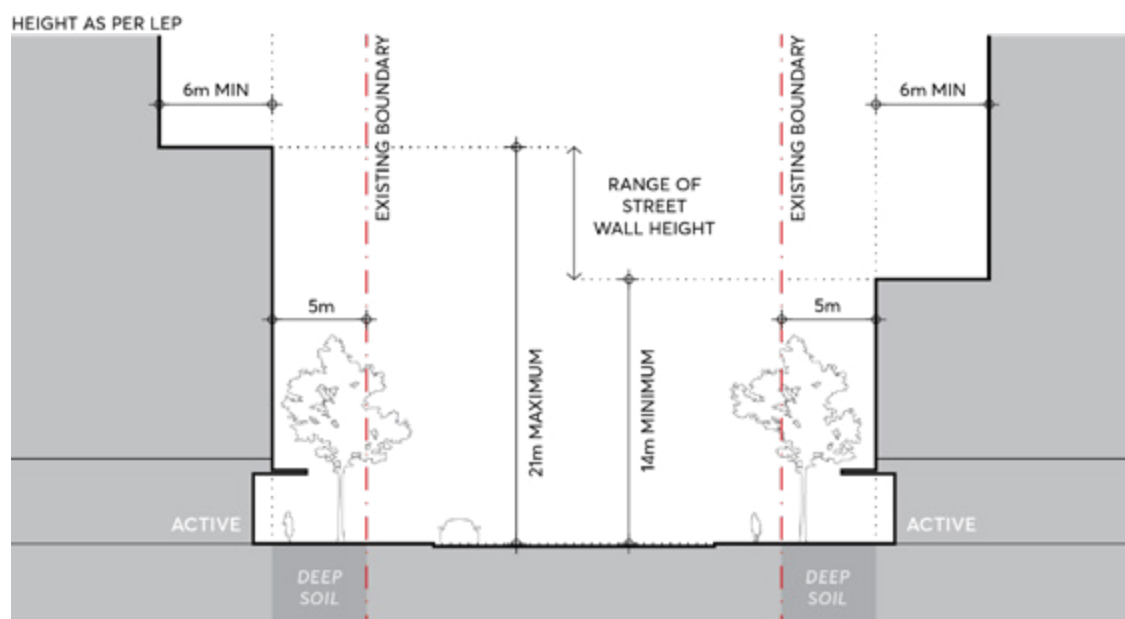 HEIGHT AS PER LEP
6m MIN
EXISTING BOUNDARY
EXISTING BOUNDARY
6m MIN
RANGE OF
STREET
WALL HEIGHT
5m
5m
21m MAXIMUM
14m MINIMUM
ACTIVE
ACTIVE
DEEP
SOIL
DEEP
SOIL